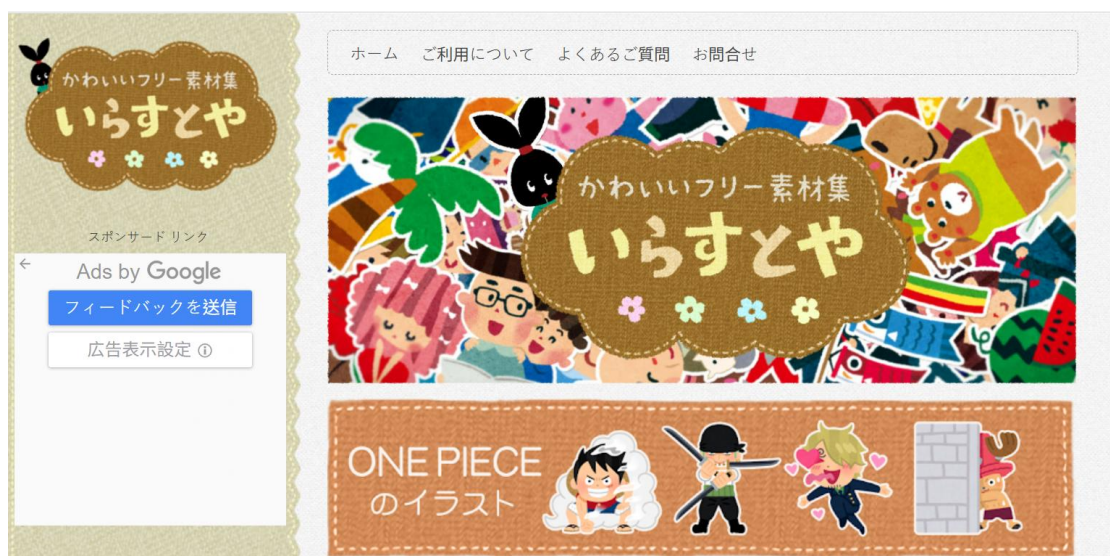 かわいいフリー素材集
いらすとや
スポンサード リンク
Ads by Google
フィードバックを送信
広告表示設定
ホーム ご利用について よくあるご質問 お問合せ
かわいいフリー素材集
いらすとや
ONE PIECE
のイラスト